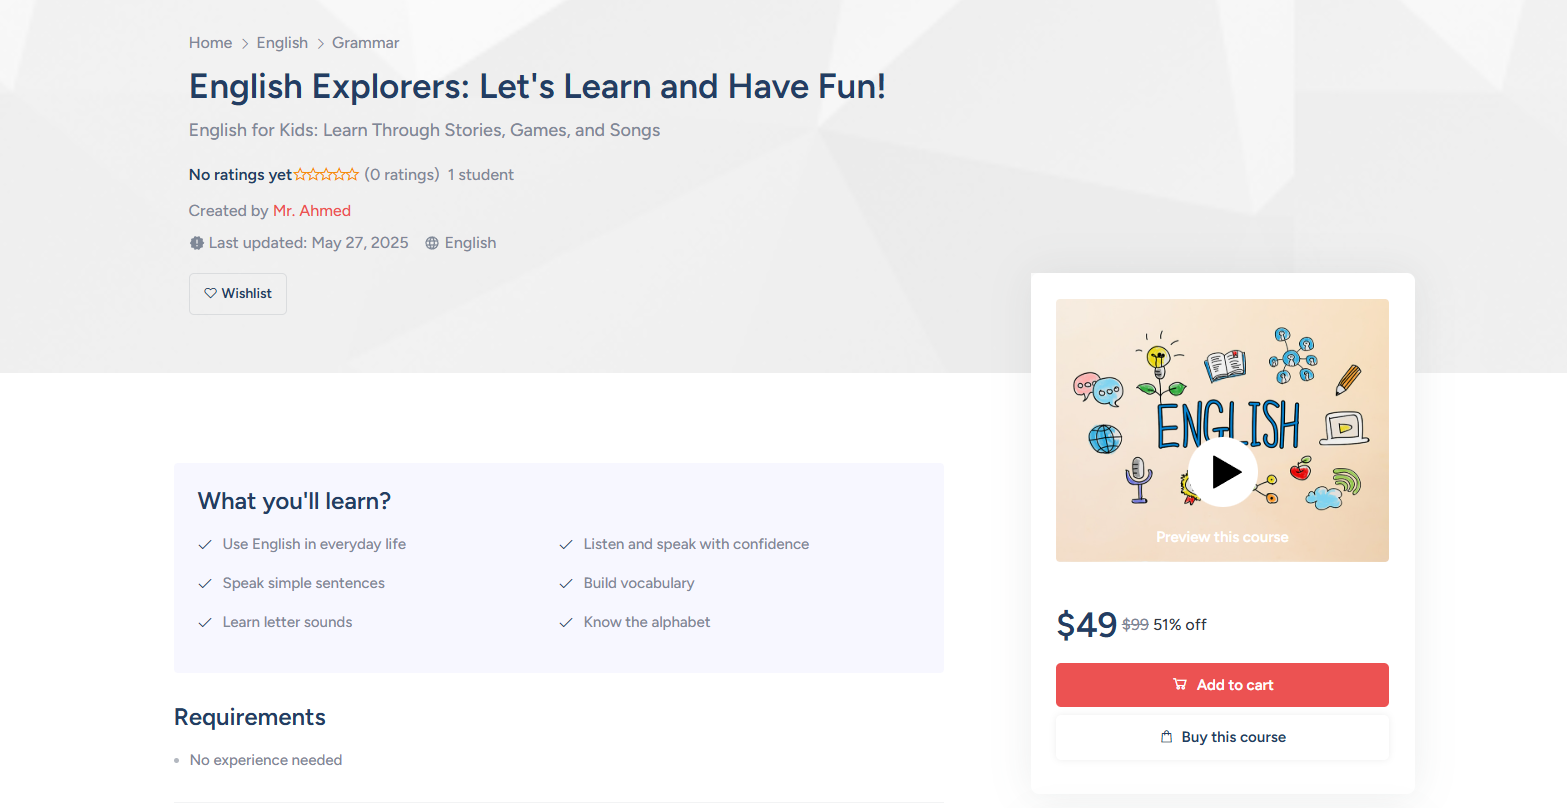 Home > English > Grammar
English Explorers: Let's Learn and Have Fun!
English for Kids: Learn Through Stories, Games, and Songs
No ratings yet (0 ratings) 1 student
Created by Mr. Ahmed
Last updated: May 27, 2025 English
Wishlist
ENGLISH
Preview this course
What you'll learn?
Use English in everyday life
Listen and speak with confidence
Speak simple sentences
Build vocabulary
Learn letter sounds
Know the alphabet
Requirements
No experience needed
$49 $99 51% off
Add to cart
Buy this course